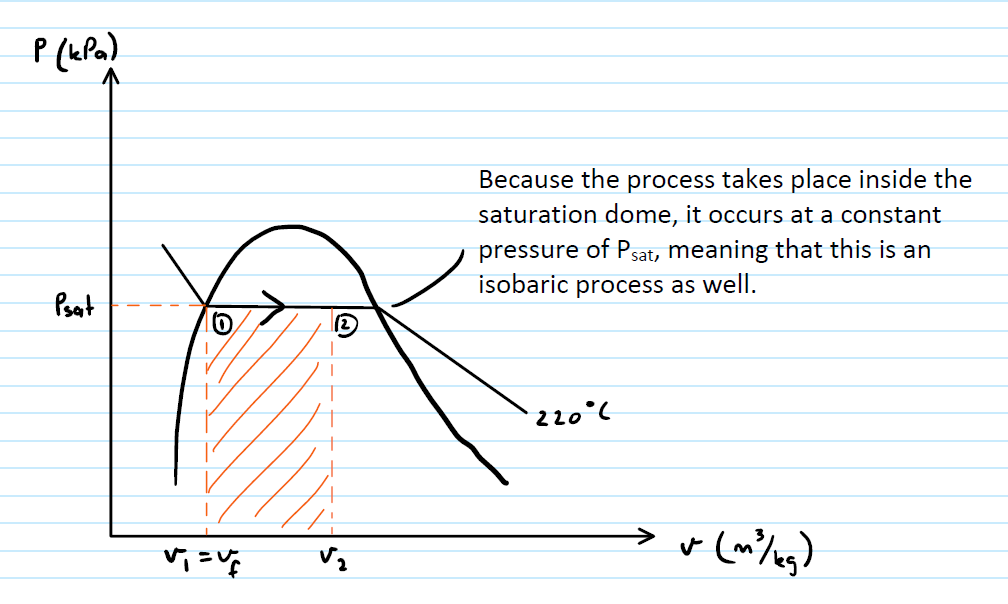 P (kPa)
Because the process takes place inside the
saturation dome, it occurs at a constant
pressure of Psat, meaning that this is an
isobaric process as well.
Psat
① ②
220°C
v₁ = vf v₂
v (m³/kg)